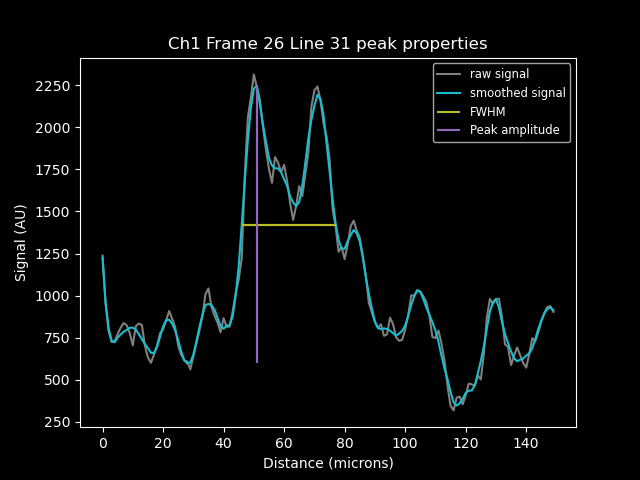 Ch1 Frame 26 Line 31 peak properties
raw signal
smoothed signal
FWHM
Peak amplitude
Signal (AU)
2250
2000
1750
1500
1250
1000
750
500
250
0 20 40 60 80 100 120 140
Distance (microns)